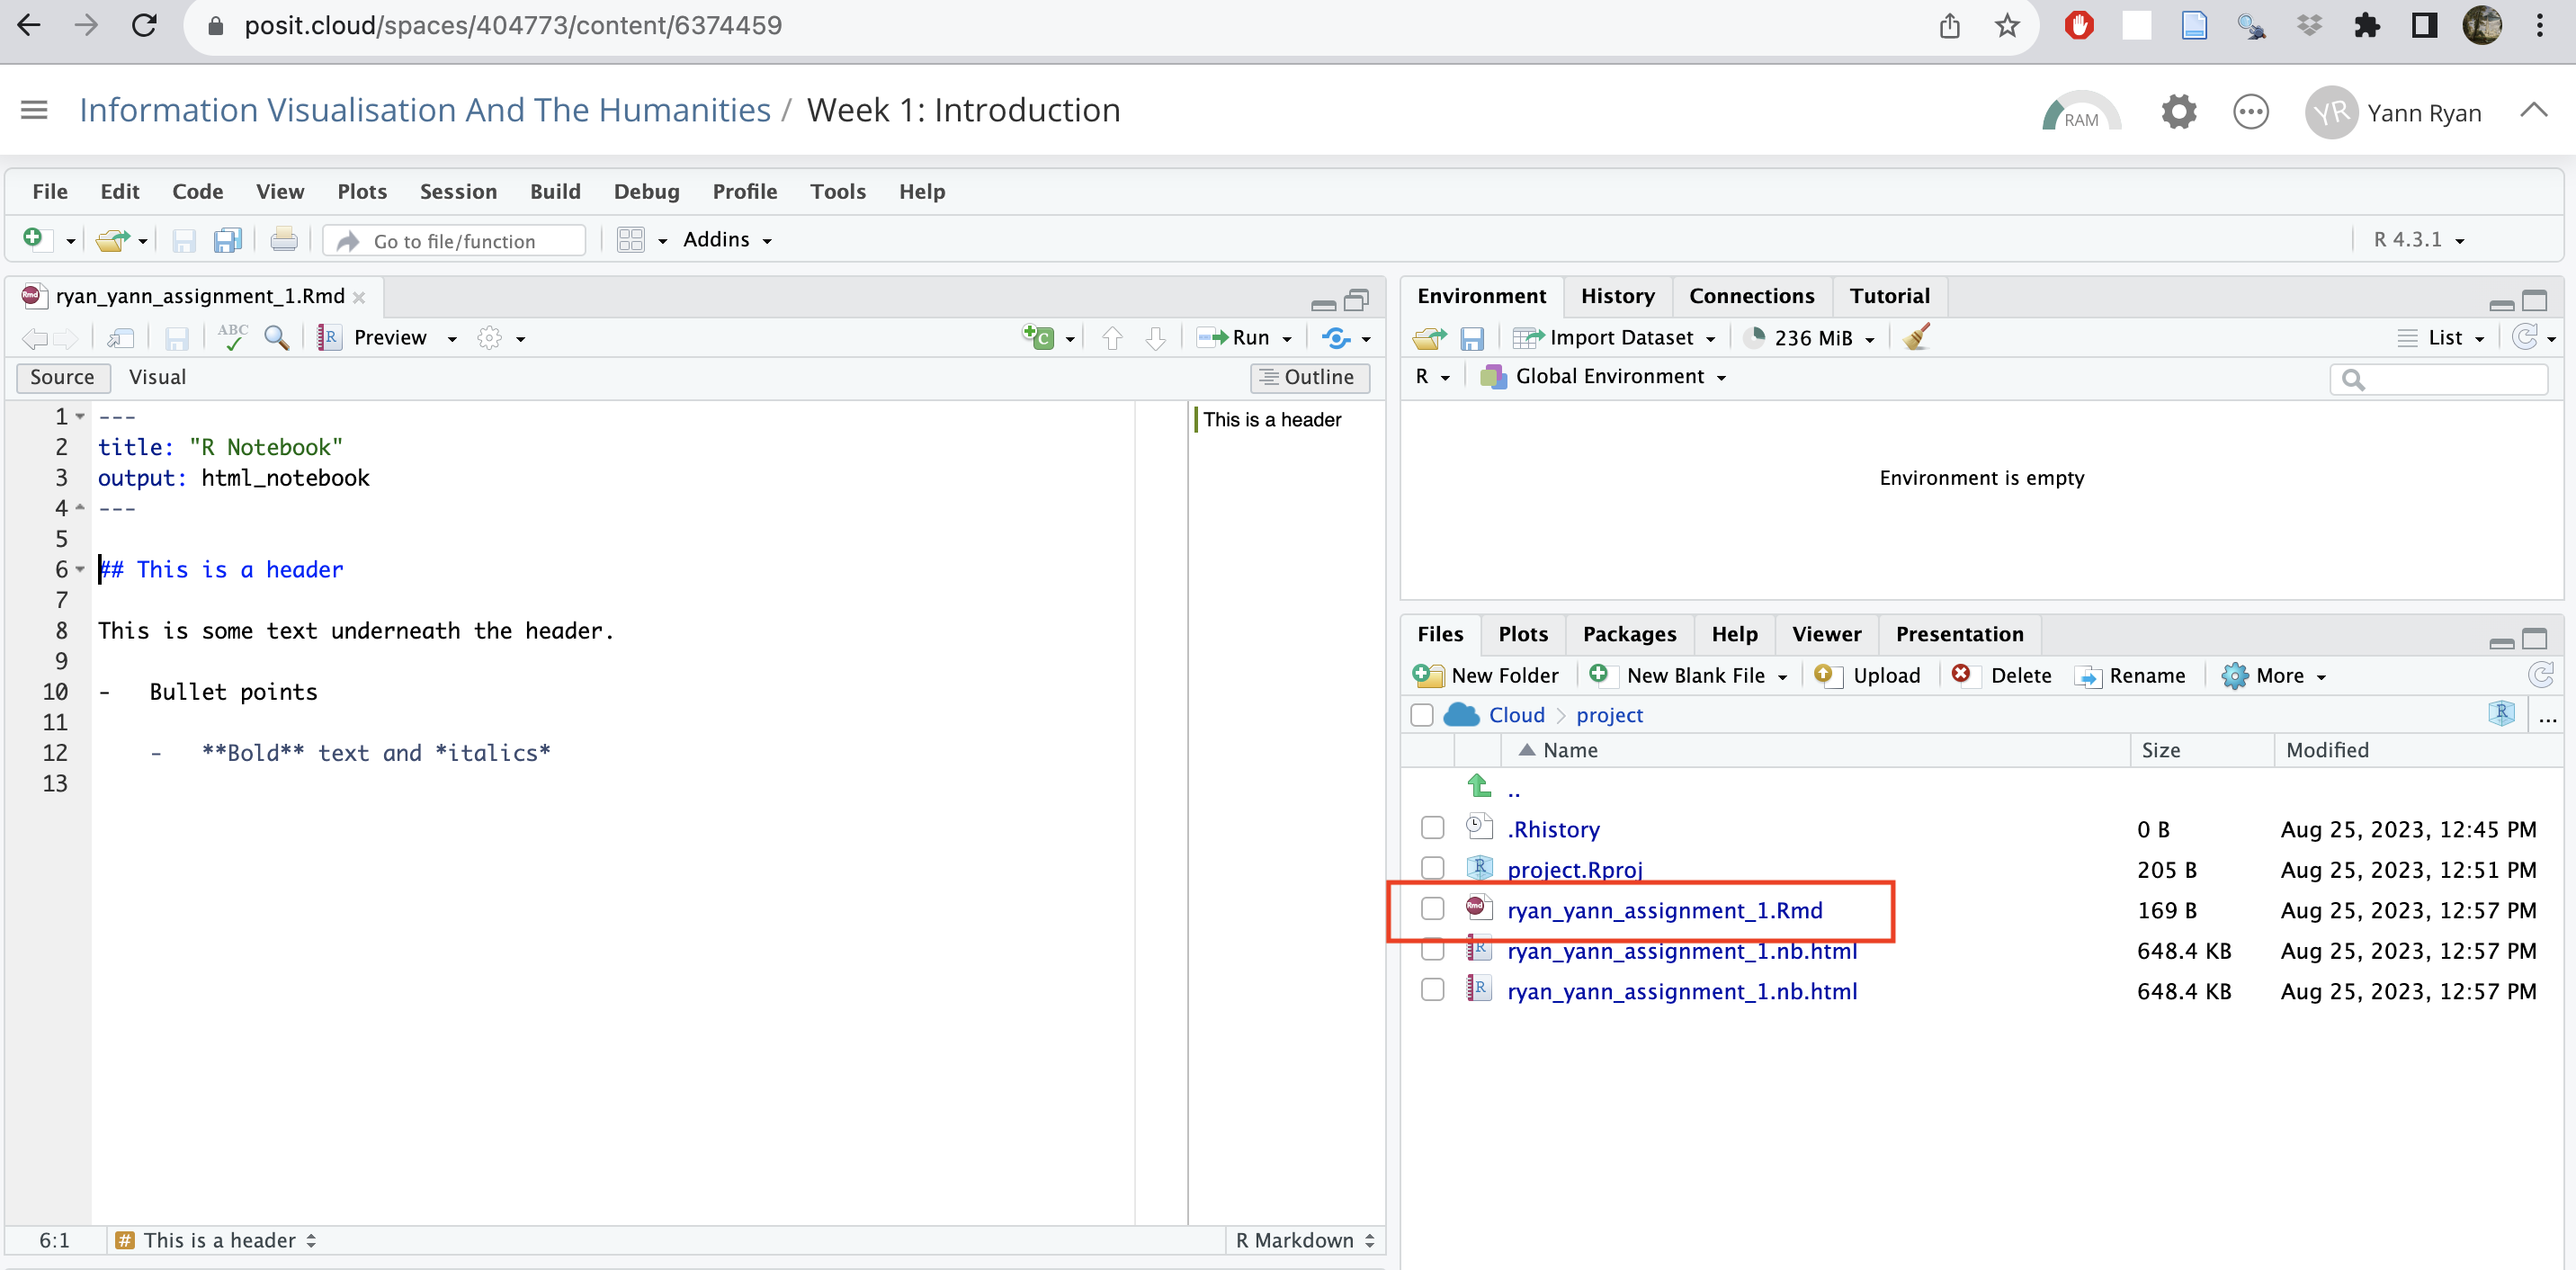 posit.cloud/spaces/404773/content/6374459
Information Visualisation And The Humanities / Week 1: Introduction
RAM
YR Yann Ryan
File Edit Code View Plots Session Build Debug Profile Tools Help
Go to file/function
Addins
R 4.3.1
Rmd ryan_yann_assignment_1.Rmd
ABC
R Preview
C
Run
Source Visual
Outline
1 ---
2 title: "R Notebook"
3 output: html_notebook
4 ---
5
6 ## This is a header
7
8 This is some text underneath the header.
9
10 - Bullet points
11
12 - **Bold** text and *italics*
13
This is a header
6:1 # This is a header
R Markdown
Environment History Connections Tutorial
Import Dataset 236 MiB List
R Global Environment
Environment is empty
Files Plots Packages Help Viewer Presentation
New Folder New Blank File Upload Delete Rename More
Cloud project R ...
Name Size Modified
..
.Rhistory 0 B Aug 25, 2023, 12:45 PM
R project.Rproj 205 B Aug 25, 2023, 12:51 PM
Rmd ryan_yann_assignment_1.Rmd 169 B Aug 25, 2023, 12:57 PM
R ryan_yann_assignment_1.nb.html 648.4 KB Aug 25, 2023, 12:57 PM
R ryan_yann_assignment_1.nb.html 648.4 KB Aug 25, 2023, 12:57 PM